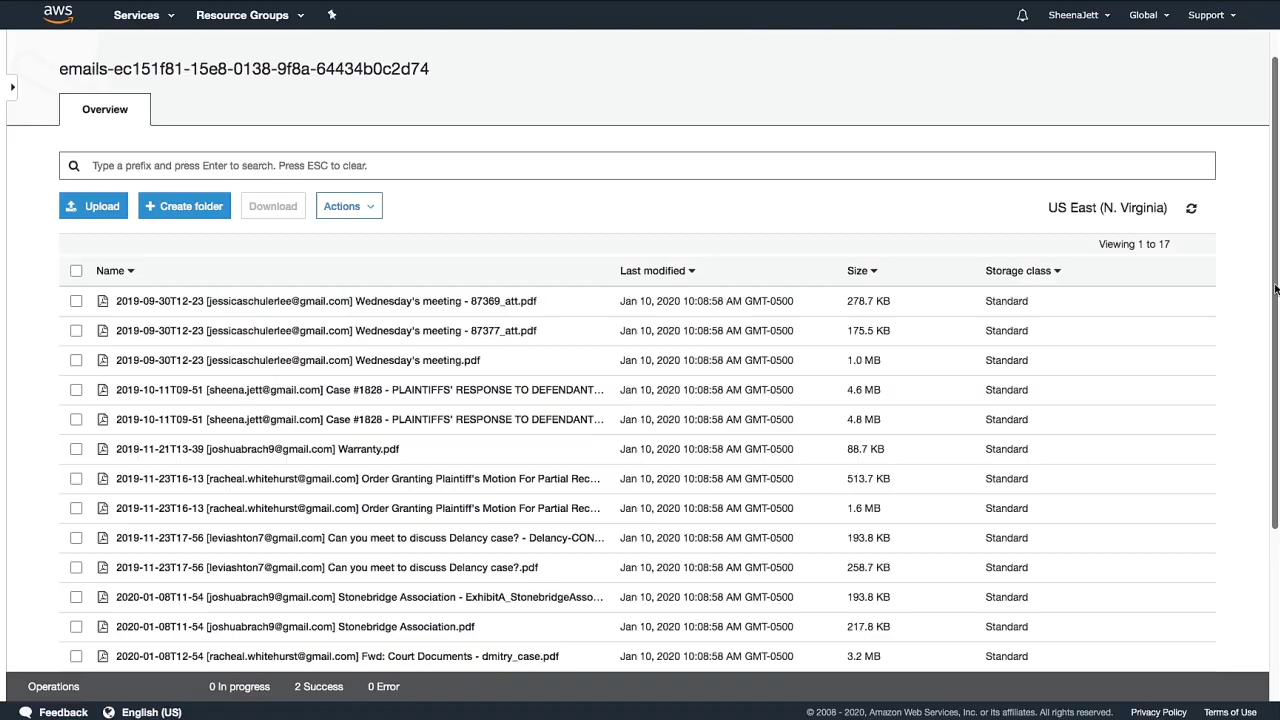 aws Services Resource Groups SheenaJett Global Support
emails-ec151f81-15e8-0138-9f8a-64434b0c2d74
Overview
Type a prefix and press Enter to search. Press ESC to clear.
Upload + Create folder Download Actions US East (N. Virginia)
Viewing 1 to 17
Name Last modified Size Storage class
2019-09-30T12-23 [jessicaschulerlee@gmail.com] Wednesday's meeting - 87369_att.pdf Jan 10, 2020 10:08:58 AM GMT-0500 278.7 KB Standard
2019-09-30T12-23 [jessicaschulerlee@gmail.com] Wednesday's meeting - 87377_att.pdf Jan 10, 2020 10:08:58 AM GMT-0500 175.5 KB Standard
2019-09-30T12-23 [jessicaschulerlee@gmail.com] Wednesday's meeting.pdf Jan 10, 2020 10:08:58 AM GMT-0500 1.0 MB Standard
2019-10-11T09-51 [sheena.jett@gmail.com] Case #1828 - PLAINTIFFS' RESPONSE TO DEFENDANT... Jan 10, 2020 10:08:58 AM GMT-0500 4.6 MB Standard
2019-10-11T09-51 [sheena.jett@gmail.com] Case #1828 - PLAINTIFFS' RESPONSE TO DEFENDANT... Jan 10, 2020 10:08:58 AM GMT-0500 4.8 MB Standard
2019-11-21T13-39 [joshuabrach9@gmail.com] Warranty.pdf Jan 10, 2020 10:08:58 AM GMT-0500 88.7 KB Standard
2019-11-23T16-13 [racheal.whitehurst@gmail.com] Order Granting Plaintiff's Motion For Partial Rec... Jan 10, 2020 10:08:58 AM GMT-0500 513.7 KB Standard
2019-11-23T16-13 [racheal.whitehurst@gmail.com] Order Granting Plaintiff's Motion For Partial Rec... Jan 10, 2020 10:08:58 AM GMT-0500 1.6 MB Standard
2019-11-23T17-56 [leviashton7@gmail.com] Can you meet to discuss Delancy case? - Delancy-CON... Jan 10, 2020 10:08:58 AM GMT-0500 193.8 KB Standard
2019-11-23T17-56 [leviashton7@gmail.com] Can you meet to discuss Delancy case?.pdf Jan 10, 2020 10:08:58 AM GMT-0500 258.7 KB Standard
2020-01-08T11-54 [joshuabrach9@gmail.com] Stonebridge Association - ExhibitA_StonebridgeAsso... Jan 10, 2020 10:08:58 AM GMT-0500 193.8 KB Standard
2020-01-08T11-54 [joshuabrach9@gmail.com] Stonebridge Association.pdf Jan 10, 2020 10:08:58 AM GMT-0500 217.8 KB Standard
2020-01-08T12-54 [racheal.whitehurst@gmail.com] Fwd: Court Documents - dmitry_case.pdf Jan 10, 2020 10:08:58 AM GMT-0500 3.2 MB Standard
Operations 0 In progress 2 Success 0 Error
Feedback English (US) © 2008 - 2020, Amazon Web Services, Inc. or its affiliates. All rights reserved. Privacy Policy Terms of Use